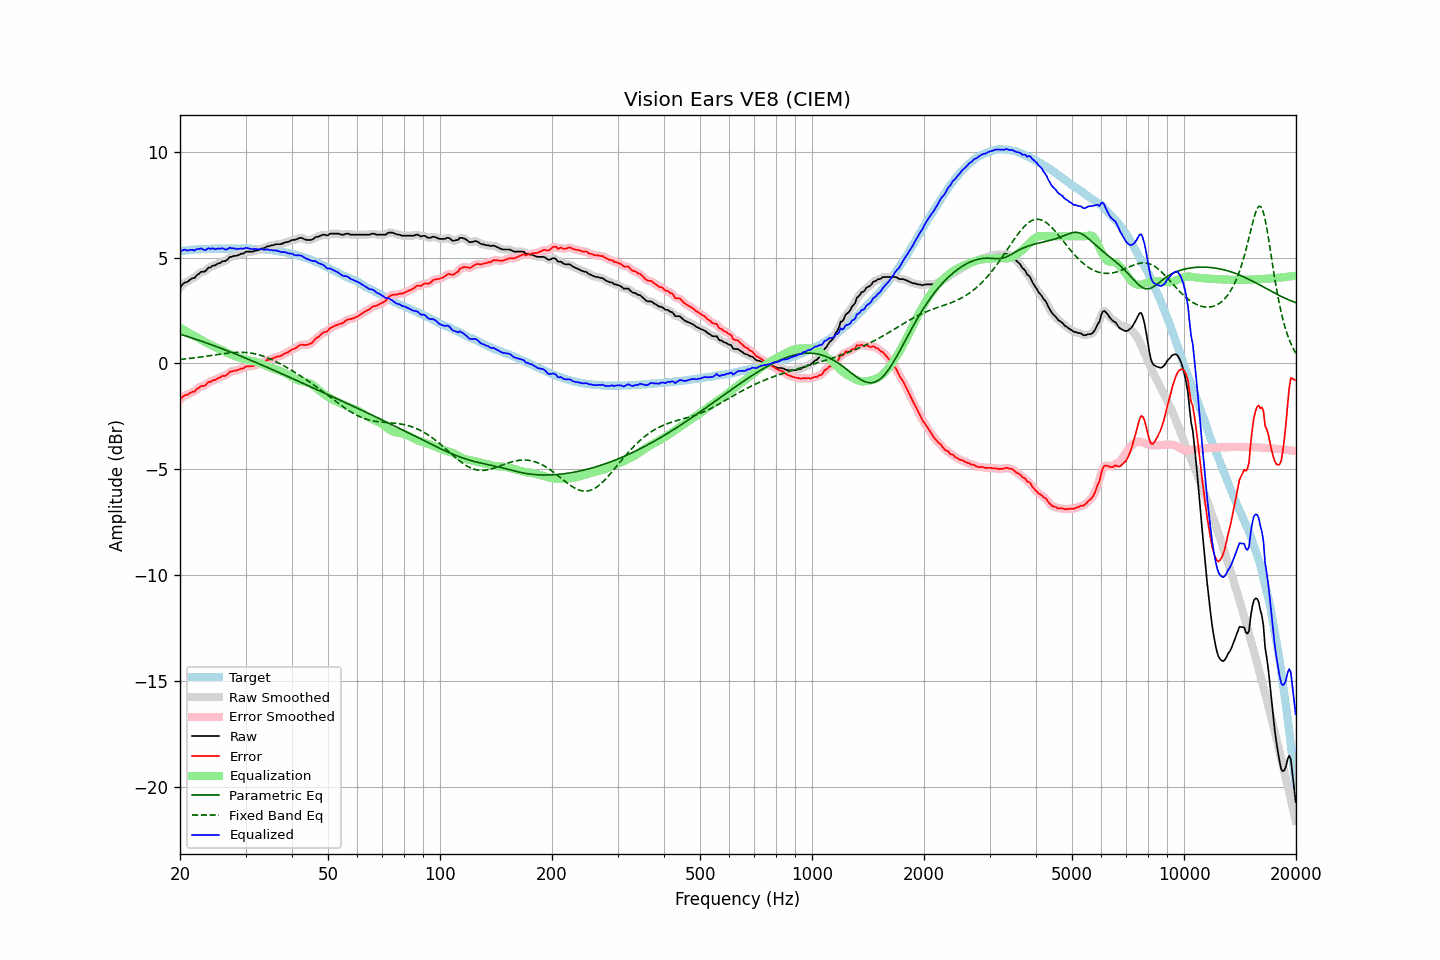 Vision Ears VE8 (CIEM)
10
5
0
−5
−10
−15
−20
Amplitude (dBr)
Target
Raw Smoothed
Error Smoothed
Raw
Error
Equalization
Parametric Eq
Fixed Band Eq
Equalized
20 50 100 200 500 1000 2000 5000 10000 20000
Frequency (Hz)